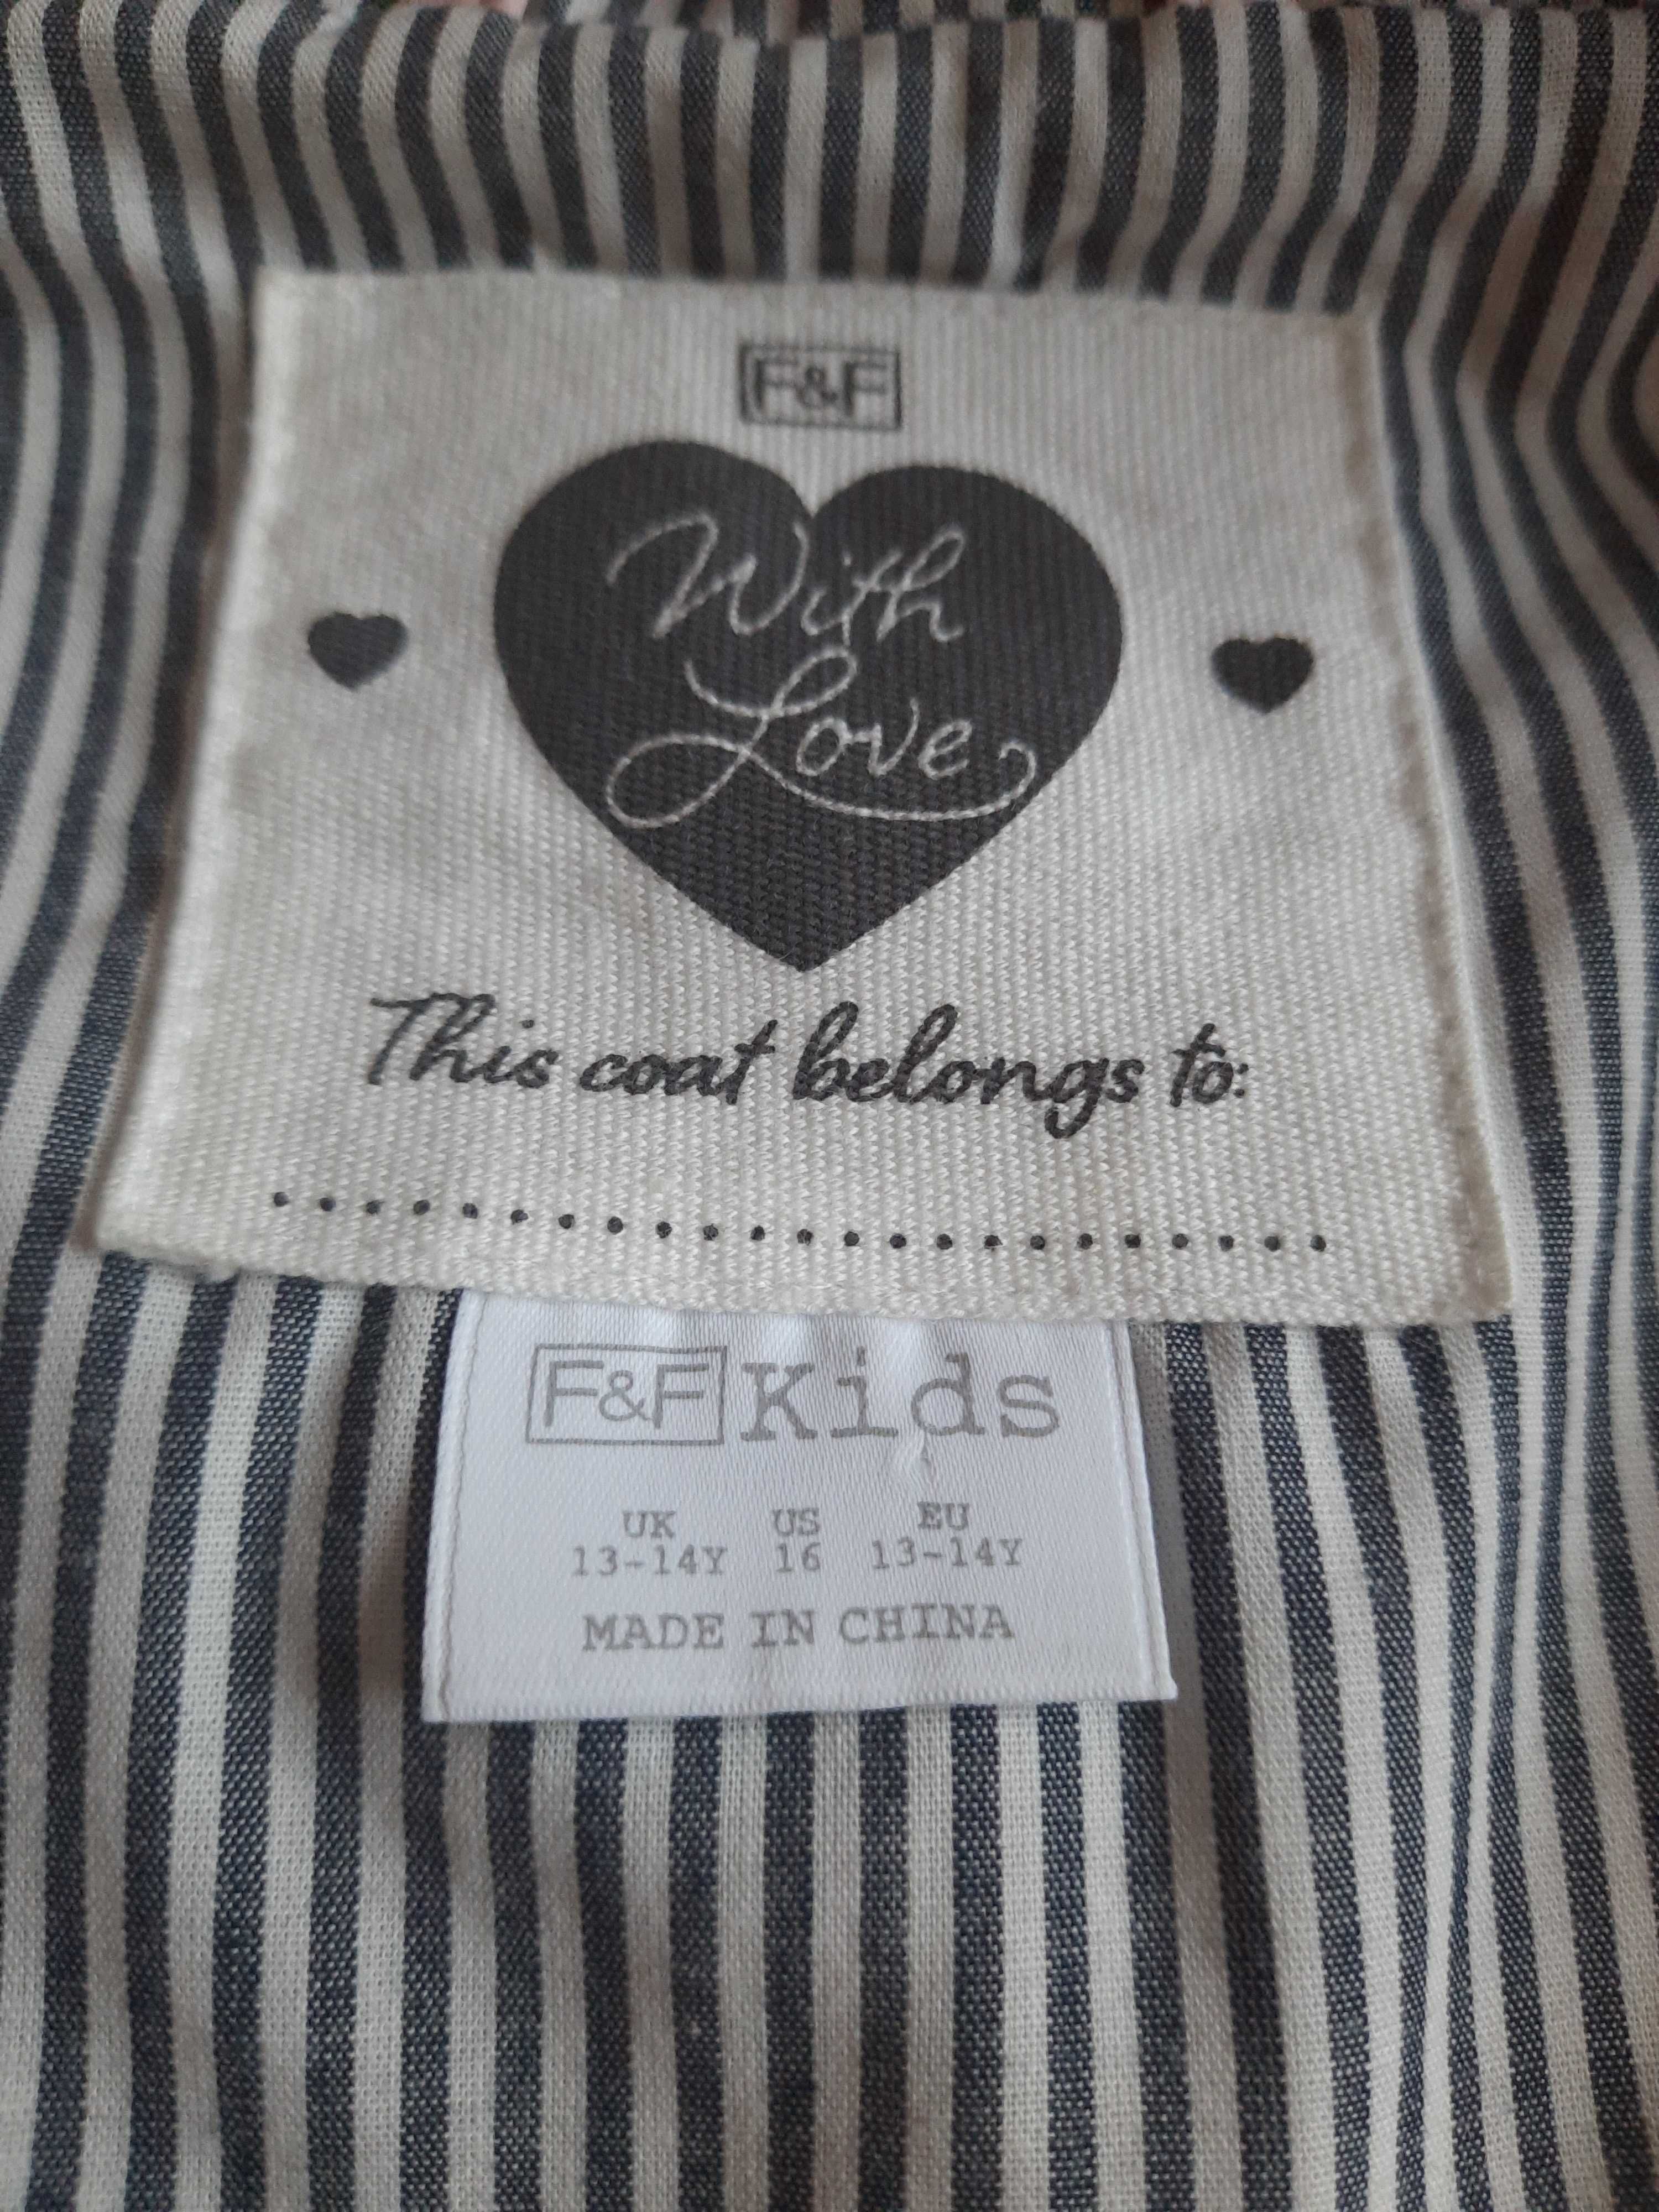 F&F
With
Love
This coat belongs to:
.......................
F&F Kids
UK US EU
13-14Y 16 13-14Y
MADE IN CHINA